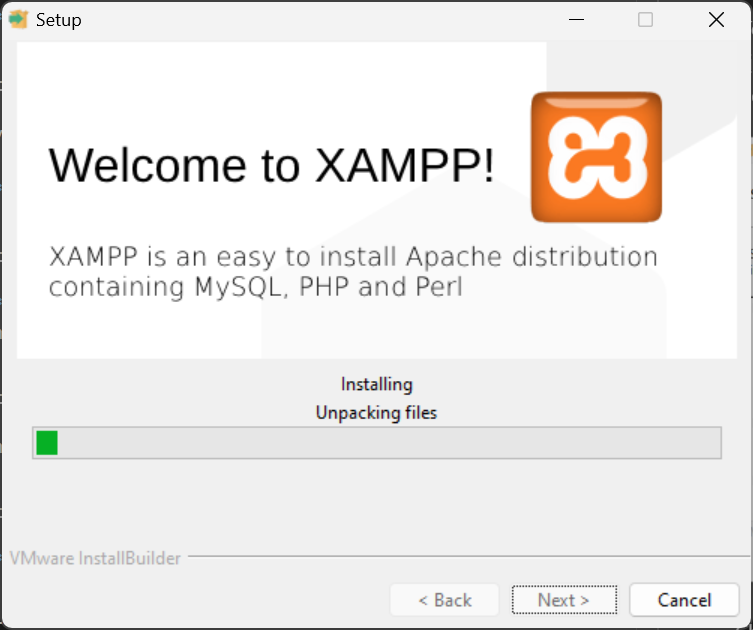 Setup
Welcome to XAMPP!
XAMPP is an easy to install Apache distribution
containing MySQL, PHP and Perl
Installing
Unpacking files
VMware InstallBuilder
< Back
Next >
Cancel